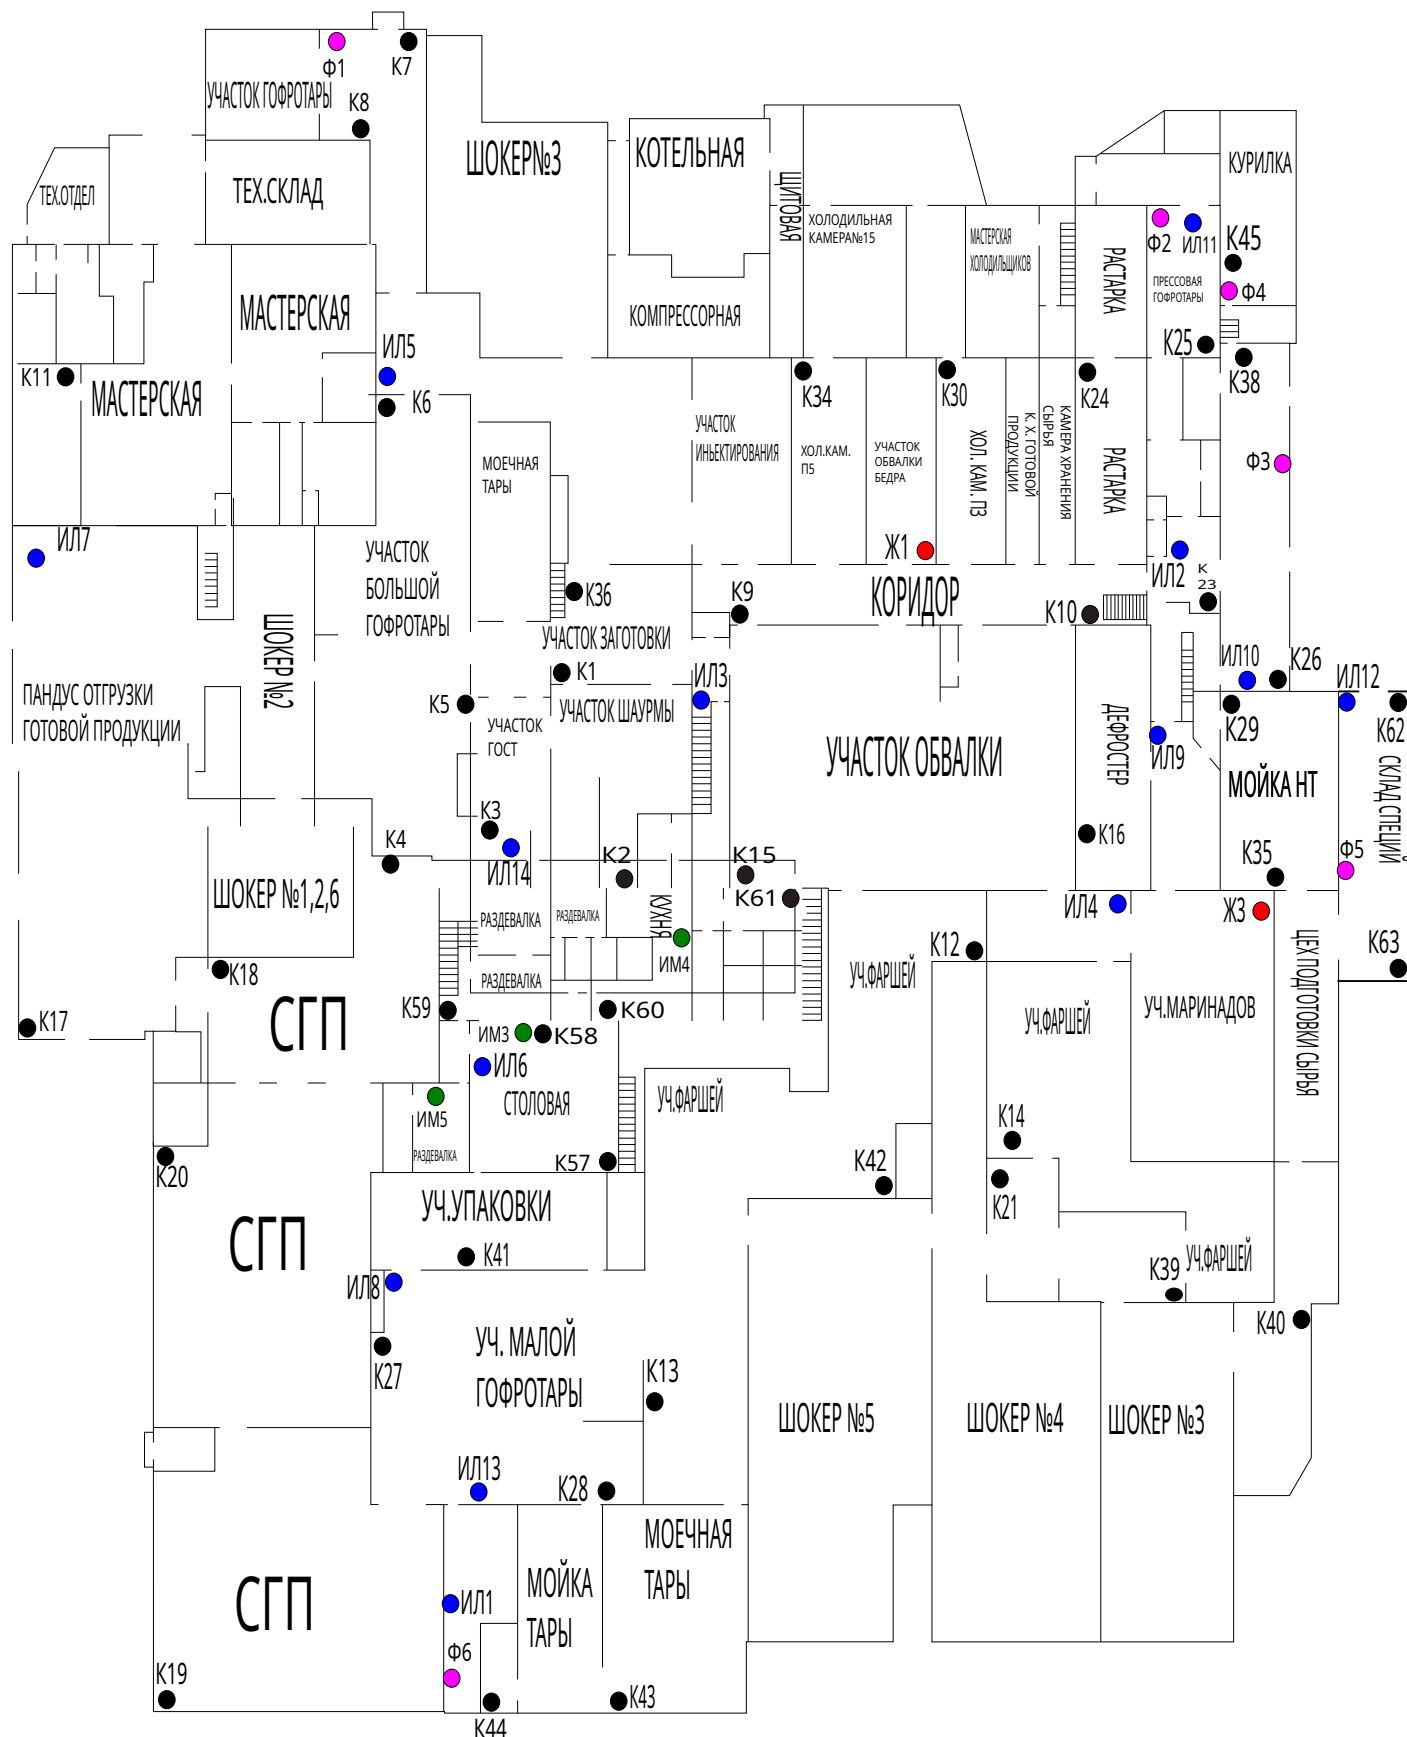 Ф1
К7
УЧАСТОК ГОФРОТАРЫ
К8
ШОКЕР№3
КОТЕЛЬНАЯ
КУРИЛКА
ТЕХ.ОТДЕЛ
ТЕХ.СКЛАД
ЩИТОВАЯ
ХОЛОДИЛЬНАЯ
КАМЕРА№15
МАСТЕРСКАЯ
ХОЛОДИЛЬЩИКОВ
РАСТАРКА
Ф2
ИЛ11
К45
ПРЕССОВАЯ
ГОФРОТАРЫ
Ф4
МАСТЕРСКАЯ
КОМПРЕССОРНАЯ
ИЛ5
К25
К38
К11
МАСТЕРСКАЯ
К6
К34
К30
К24
УЧАСТОК
ИНЬЕКТИРОВАНИЯ
ХОЛ.КАМ.
П5
УЧАСТОК
ОБВАЛКИ
БЕДРА
ХОЛ. КАМ. П3
К. Х. ГОТОВОЙ
ПРОДУКЦИИ
КАМЕРА ХРАНЕНИЯ
СЫРЬЯ
РАСТАРКА
Ф3
МОЕЧНАЯ
ТАРЫ
ИЛ7
УЧАСТОК
БОЛЬШОЙ
ГОФРОТАРЫ
Ж1
ИЛ2
К
23
К36
К9
КОРИДОР
П
К10
ШОКЕР №2
УЧАСТОК ЗАГОТОВКИ
К1
ИЛ3
ИЛ10
К26
ИЛ12
ПАНДУС ОТГРУЗКИ
ГОТОВОЙ ПРОДУКЦИИ
К5
УЧАСТОК ШАУРМЫ
УЧАСТОК
ГОСТ
УЧАСТОК ОБВАЛКИ
ДЕФРОСТЕР
ИЛ9
К29
К62
МОЙКА НТ
СКЛАД СПЕЦИЙ
К3
К4
ИЛ14
К2
К15
К16
К35
Ф5
К61
ШОКЕР №1,2,6
РАЗДЕВАЛКА
РАЗДЕВАЛКА
КУХНЯ
ИМ4
ИЛ4
Ж3
К12
К18
РАЗДЕВАЛКА
УЧ.ФАРШЕЙ
ЦЕХ ПОДГОТОВКИ СЫРЬЯ
К63
К17
СГП
К59
К60
ИМ3
К58
ИЛ6
УЧ.ФАРШЕЙ
УЧ.МАРИНАДОВ
СТОЛОВАЯ
УЧ.ФАРШЕЙ
ИМ5
РАЗДЕВАЛКА
К57
К14
К20
К42
К21
УЧ.УПАКОВКИ
СГП
К41
ИЛ8
УЧ.ФАРШЕЙ
К39
К40
УЧ. МАЛОЙ
ГОФРОТАРЫ
К27
К13
ШОКЕР №5
ШОКЕР №4
ШОКЕР №3
ИЛ13
К28
МОЕЧНАЯ
ТАРЫ
СГП
ИЛ1
МОЙКА
ТАРЫ
Ф6
К19
К44
К43